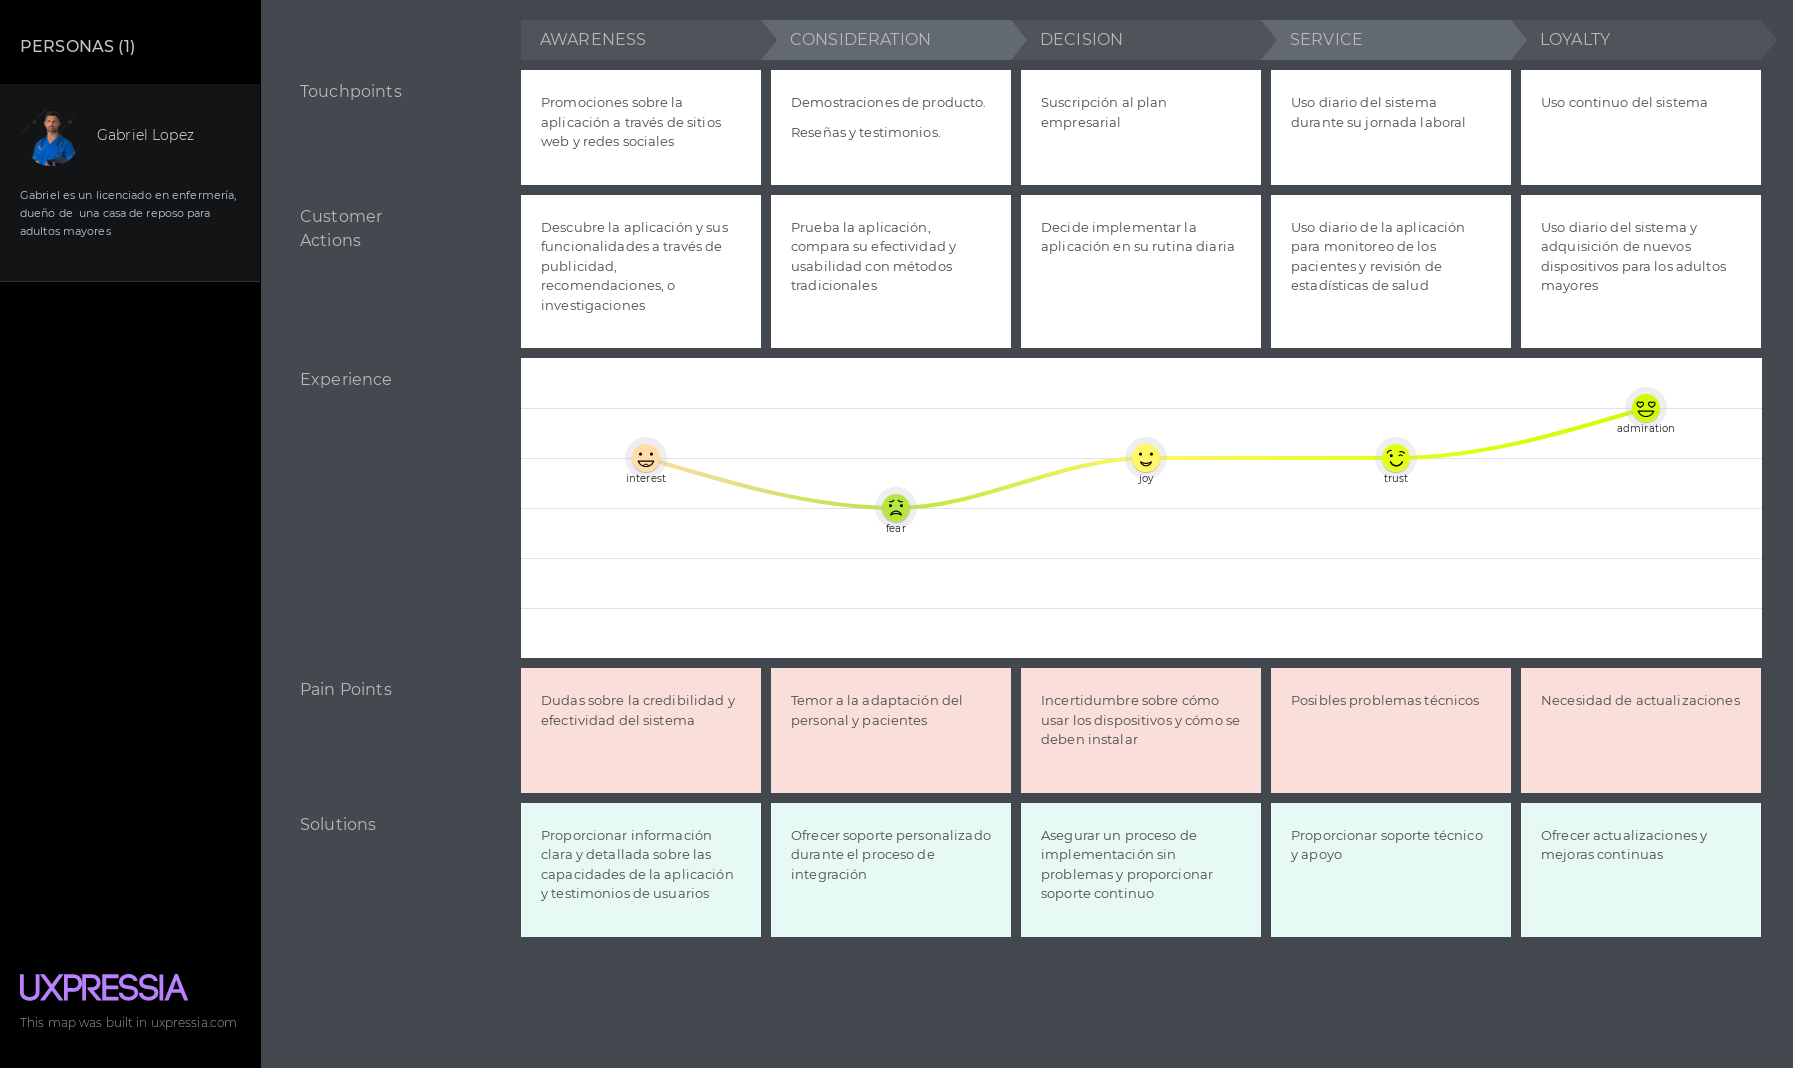 PERSONAS (1)
Gabriel Lopez
Gabriel es un licenciado en enfermería,
dueño de una casa de reposo para
adultos mayores
AWARENESS
CONSIDERATION
DECISION
SERVICE
LOYALTY
Touchpoints
Promociones sobre la
aplicación a través de sitios
web y redes sociales
Demostraciones de producto.
Reseñas y testimonios.
Suscripción al plan
empresarial
Uso diario del sistema
durante su jornada laboral
Uso continuo del sistema
Customer
Actions
Descubre la aplicación y sus
funcionalidades a través de
publicidad,
recomendaciones, o
investigaciones
Prueba la aplicación,
compara su efectividad y
usabilidad con métodos
tradicionales
Decide implementar la
aplicación en su rutina diaria
Uso diario de la aplicación
para monitoreo de los
pacientes y revisión de
estadísticas de salud
Uso diario del sistema y
adquisición de nuevos
dispositivos para los adultos
mayores
Experience
interest
fear
joy
trust
admiration
Pain Points
Dudas sobre la credibilidad y
efectividad del sistema
Temor a la adaptación del
personal y pacientes
Incertidumbre sobre cómo
usar los dispositivos y cómo se
deben instalar
Posibles problemas técnicos
Necesidad de actualizaciones
Solutions
Proporcionar información
clara y detallada sobre las
capacidades de la aplicación
y testimonios de usuarios
Ofrecer soporte personalizado
durante el proceso de
integración
Asegurar un proceso de
implementación sin
problemas y proporcionar
soporte continuo
Proporcionar soporte técnico
y apoyo
Ofrecer actualizaciones y
mejoras continuas
UXPRESSIA
This map was built in uxpressia.com